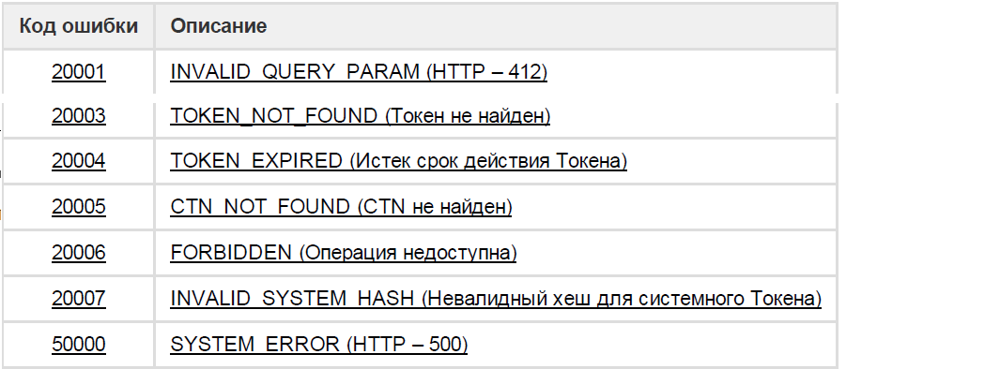 Код ошибки Описание
20001 INVALID_QUERY_PARAM (HTTP – 412)
20003 TOKEN_NOT_FOUND (Токен не найден)
20004 TOKEN_EXPIRED (Истек срок действия Токена)
20005 CTN_NOT_FOUND (CTN не найден)
20006 FORBIDDEN (Операция недоступна)
20007 INVALID_SYSTEM_HASH (Невалидный хеш для системного Токена)
50000 SYSTEM_ERROR (HTTP – 500)